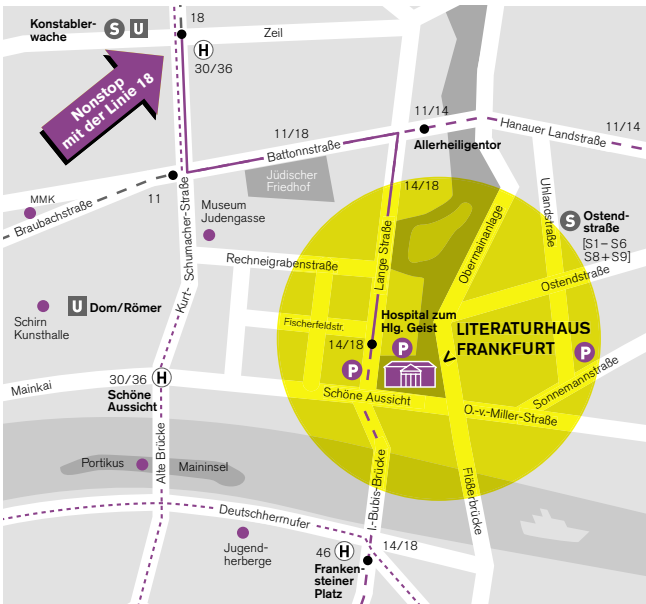 18
Konstabler-
wache
S U
Zeil
H
30/36
Nonstop
mit der Linie 18
11/14
11/14
11/18
Hanauer Landstraße
Battonnstraße
Allerheiligentor
Jüdischer
Friedhof
11
14/18
MMK
Braubachstraße
Kurt-Schumacher-Straße
Museum
Judengasse
Lange Straße
Obermainanlage
Uhlandstraße
S Ostend-
straße
[S1–S6
S8+S9]
Rechneigrabenstraße
Ostendstraße
U Dom/Römer
Schirn
Kunsthalle
Fischerfeldstr.
Hospital zum
Hlg. Geist
LITERATURHAUS
FRANKFURT
14/18
P
P
P
Mainkai
30/36 H
Schöne
Aussicht
Schöne Aussicht
O.-v.-Miller-Straße
Sonnemannstraße
Alte Brücke
Portikus
Maininsel
I.-Bubis-Brücke
Flößerbrücke
Deutschherrnufer
Jugend-
herberge
46 H
14/18
Franken-
steiner
Platz